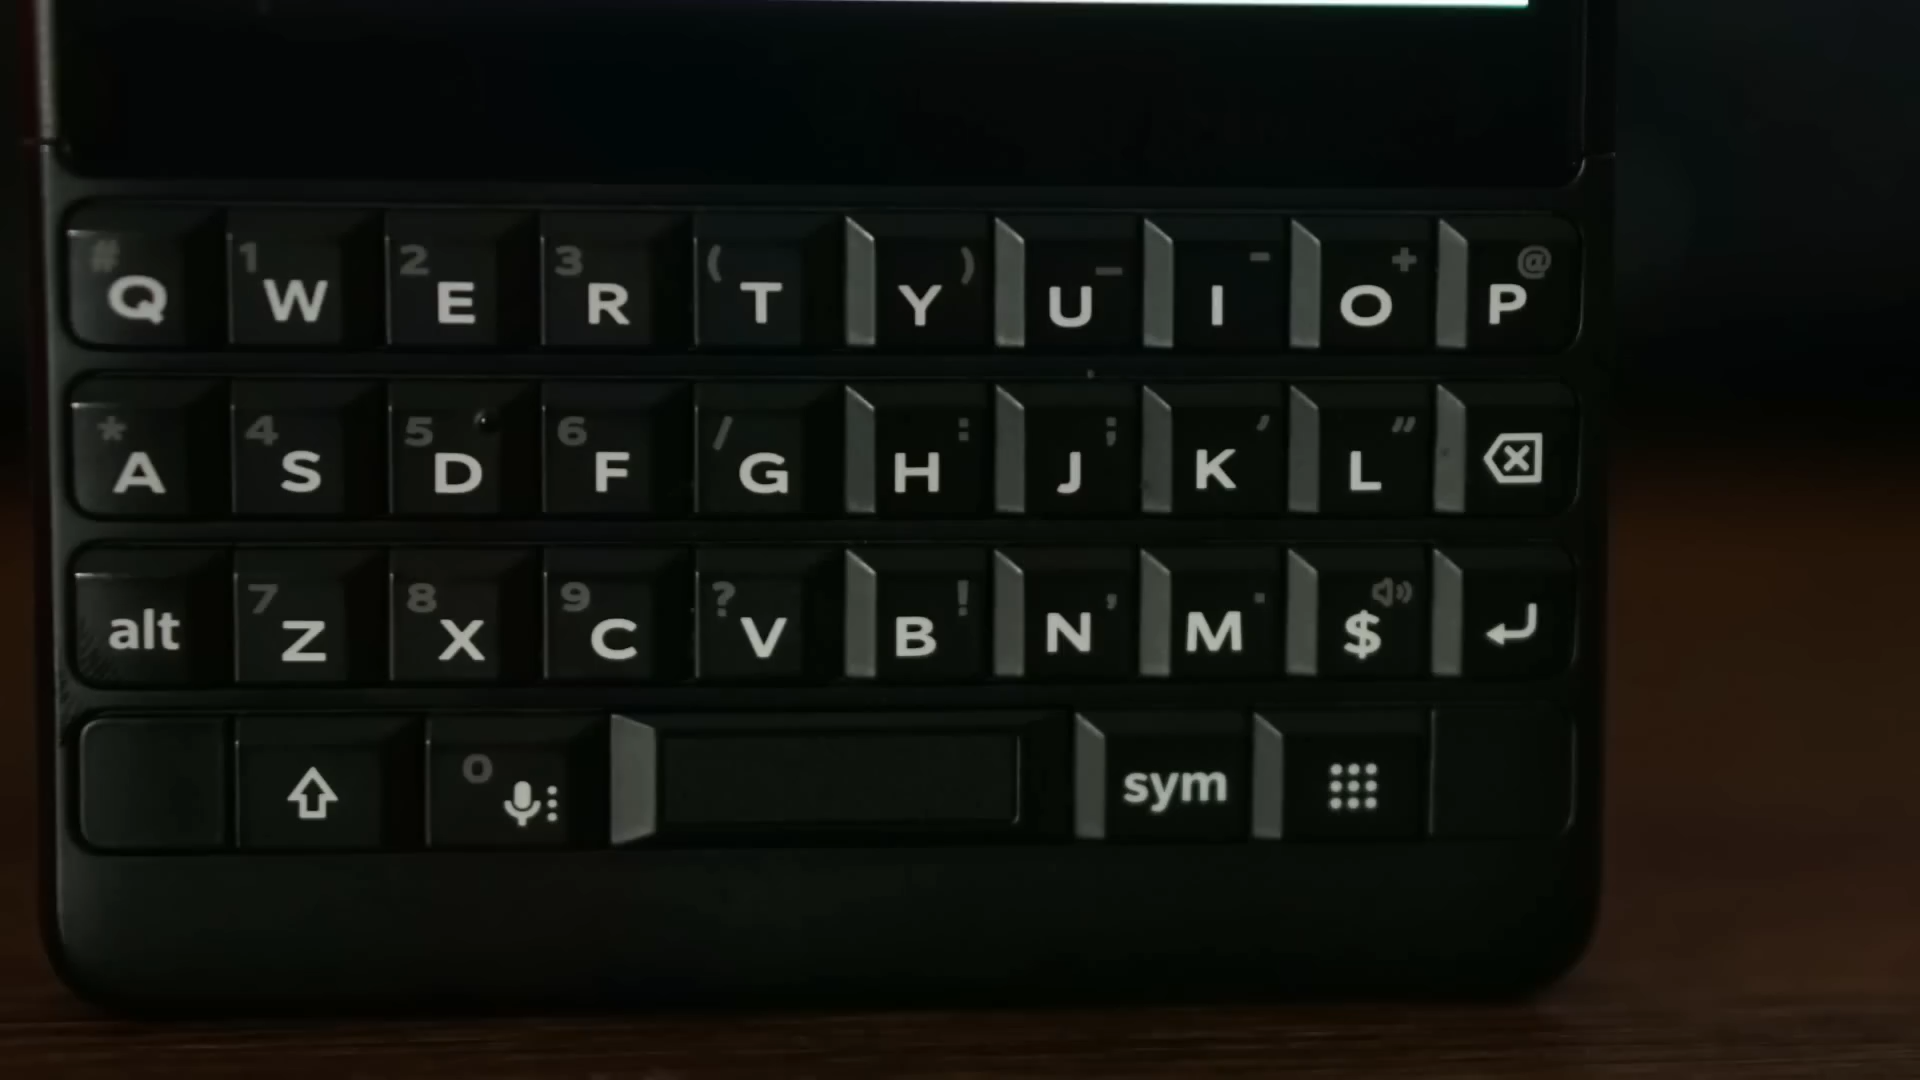 # Q 1 W 2 E 3 R ( T Y ) U _ I - O + P @
* A 4 S 5 D 6 F / G H : J ; K ' L "
alt 7 Z 8 X 9 C ? V B ! N , M . $
0 sym